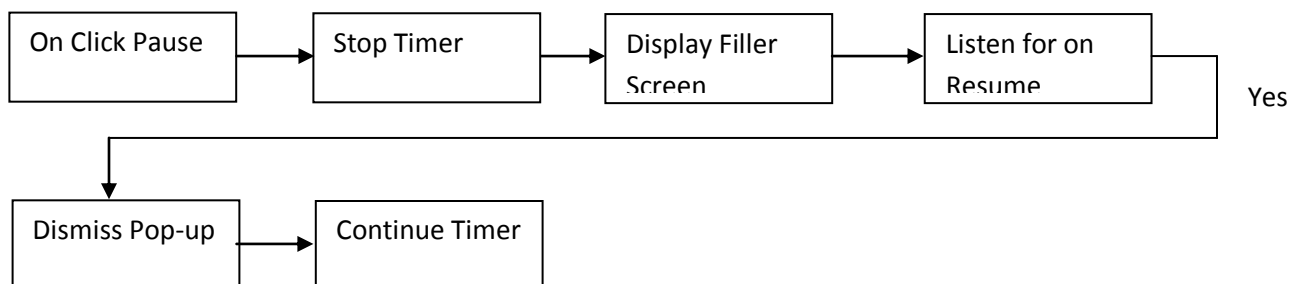 On Click Pause
Stop Timer
Display Filler
Screen
Listen for on
Resume
Yes
Dismiss Pop-up
Continue Timer